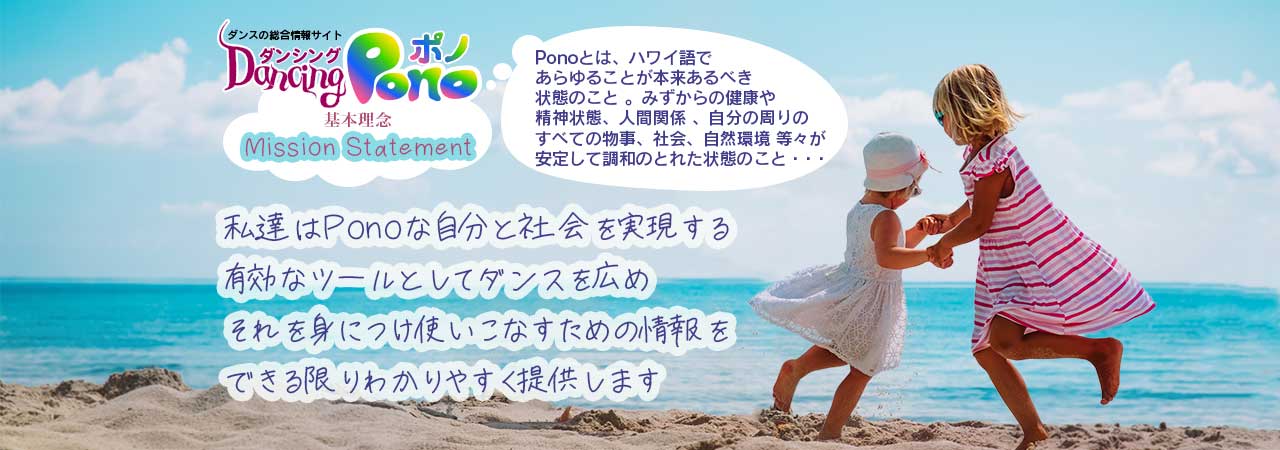 ダンスの総合情報サイト
ダンシング ポノ
Dancing Pono
基本理念
Mission Statement
Ponoとは、ハワイ語で
あらゆることが本来あるべき
状態のこと 。みずからの健康や
精神状態、人間関係 、自分の周りの
すべての物事、社会、自然環境 等々が
安定して調和のとれた状態のこと・・・
私達はPonoな自分と社会を実現する
有効なツールとしてダンスを広め
それを身につけ使いこなすための情報を
できる限りわかりやすく提供します